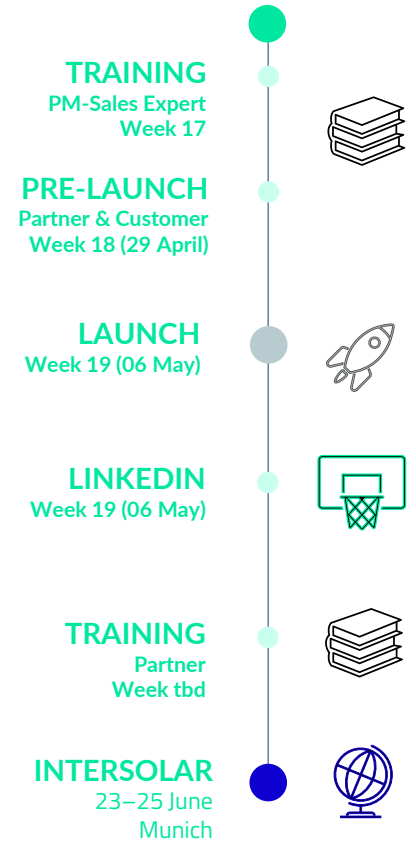 TRAINING
PM-Sales Expert
Week 17
PRE-LAUNCH
Partner & Customer
Week 18 (29 April)
LAUNCH
Week 19 (06 May)
LINKEDIN
Week 19 (06 May)
TRAINING
Partner
Week tbd
INTERSOLAR
23–25 June
Munich